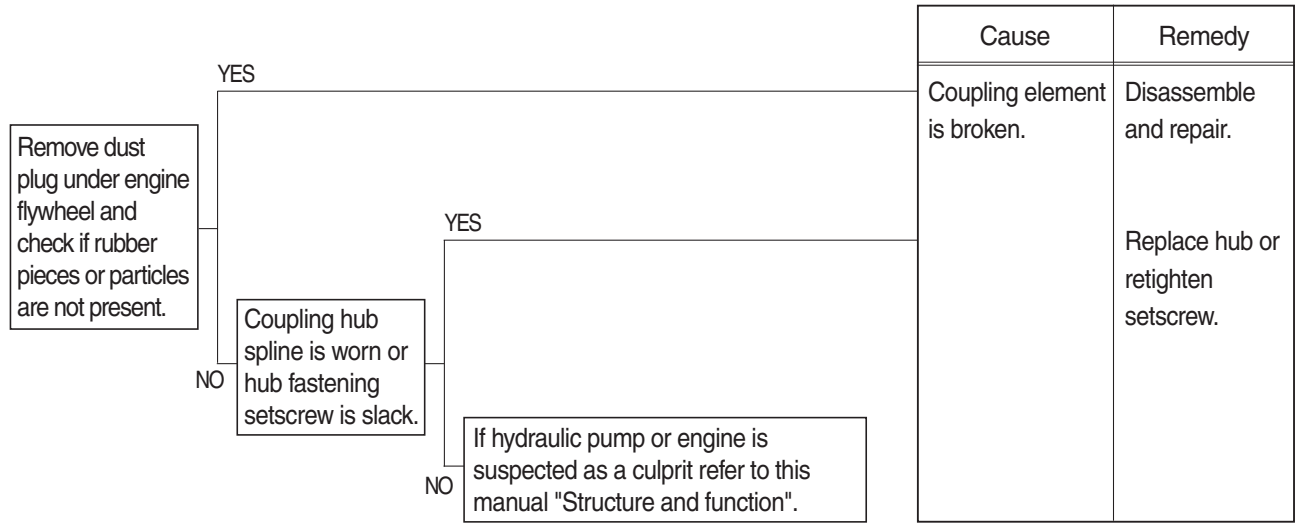 Cause
Remedy
YES
Coupling element
is broken.
Disassemble
and repair.
Remove dust
plug under engine
flywheel and
check if rubber
pieces or particles
are not present.
YES
Replace hub or
retighten
setscrew.
NO
Coupling hub
spline is worn or
hub fastening
setscrew is slack.
NO
If hydraulic pump or engine is
suspected as a culprit refer to this
manual "Structure and function".